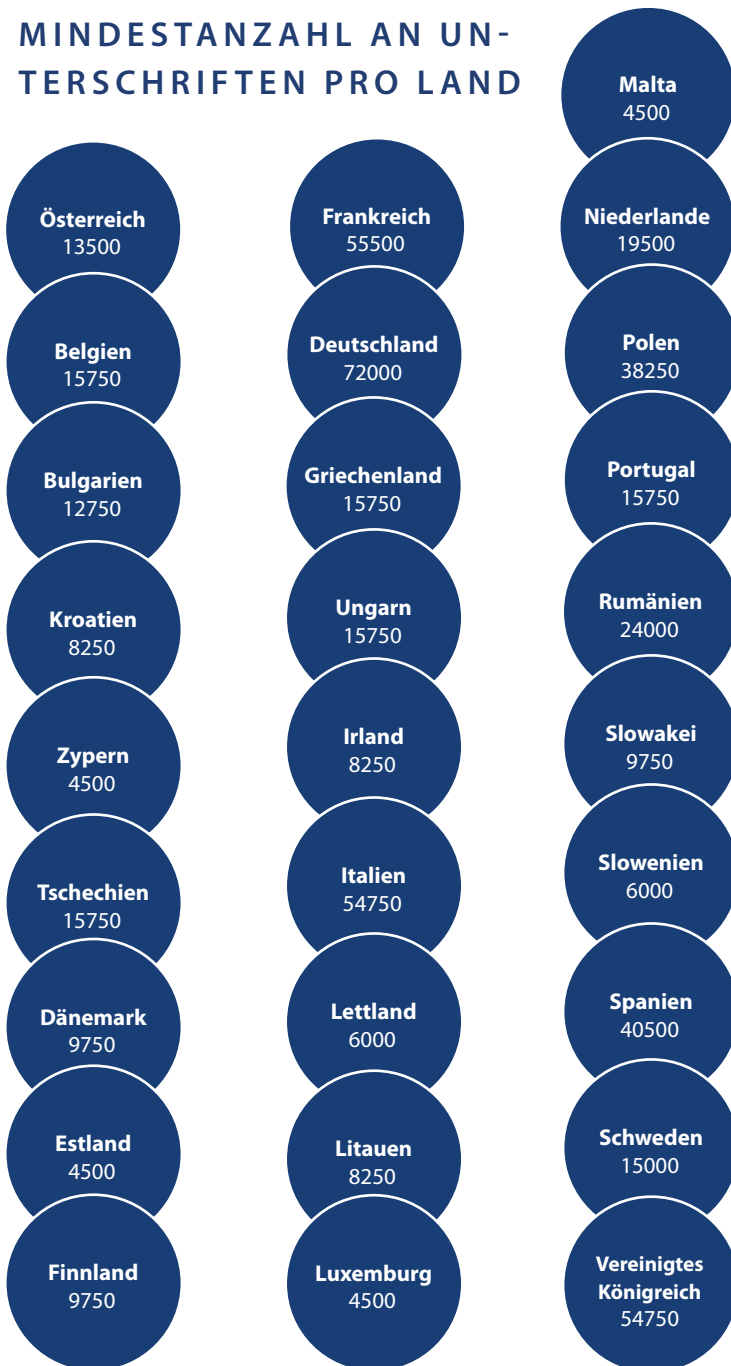 MINDESTANZAHL AN UN-
TERSCHRIFTEN PRO LAND
Österreich
13500
Belgien
15750
Bulgarien
12750
Kroatien
8250
Zypern
4500
Tschechien
15750
Dänemark
9750
Estland
4500
Finnland
9750
Frankreich
55500
Deutschland
72000
Griechenland
15750
Ungarn
15750
Irland
8250
Italien
54750
Lettland
6000
Litauen
8250
Luxemburg
4500
Malta
4500
Niederlande
19500
Polen
38250
Portugal
15750
Rumänien
24000
Slowakei
9750
Slowenien
6000
Spanien
40500
Schweden
15000
Vereinigtes
Königreich
54750